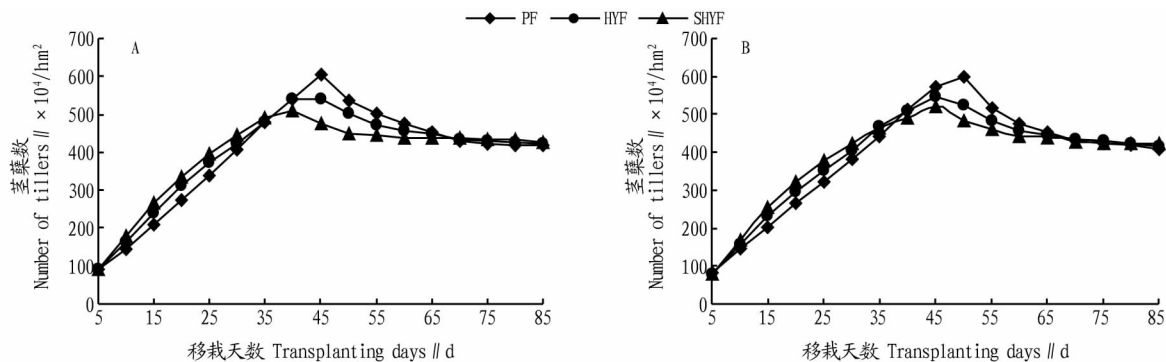 PF HYF SHYF
A
700
600
500
400
300
200
100
0
茎蘖数
Number of tillers∥×10⁴/hm²
5 15 25 35 45 55 65 75 85
移栽天数 Transplanting days∥d
B
700
600
500
400
300
200
100
0
茎蘖数
Number of tillers∥×10⁴/hm²
5 15 25 35 45 55 65 75 85
移栽天数 Transplanting days∥d